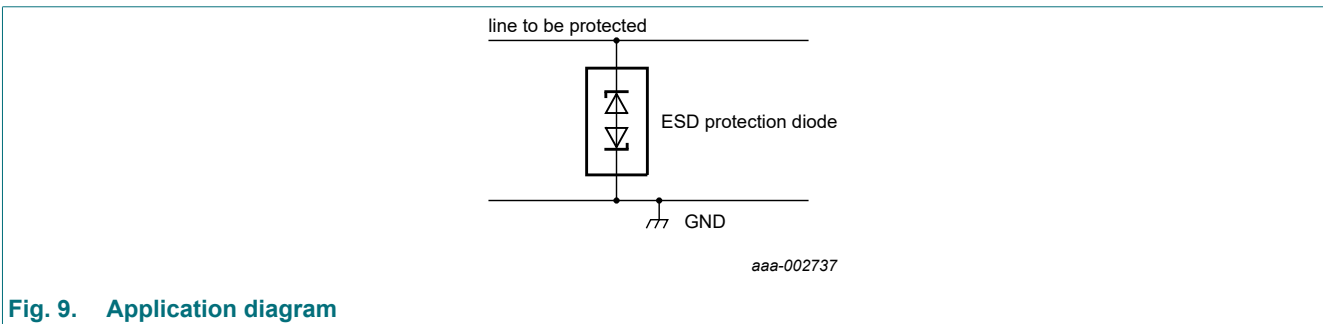 line to be protected
ESD protection diode
GND
aaa-002737
Fig. 9. Application diagram